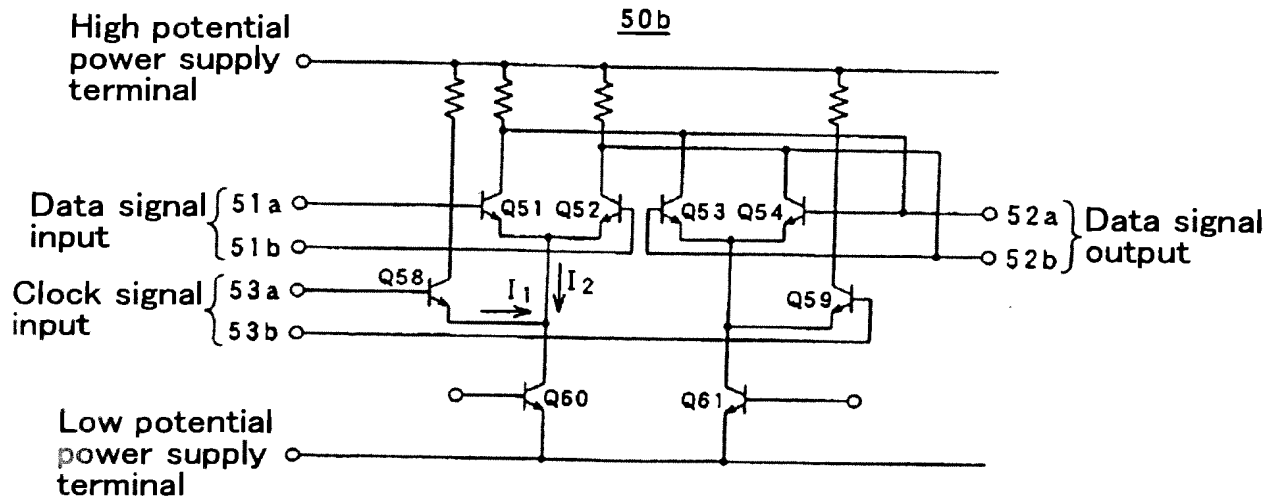 50b
High potential
power supply
terminal
Data signal
input
51a
51b
Q51
Q52
Q53
Q54
52a
52b
Data signal
output
Clock signal
input
53a
53b
Q58
I1
I2
Q59
Q60
Q61
Low potential
power supply
terminal